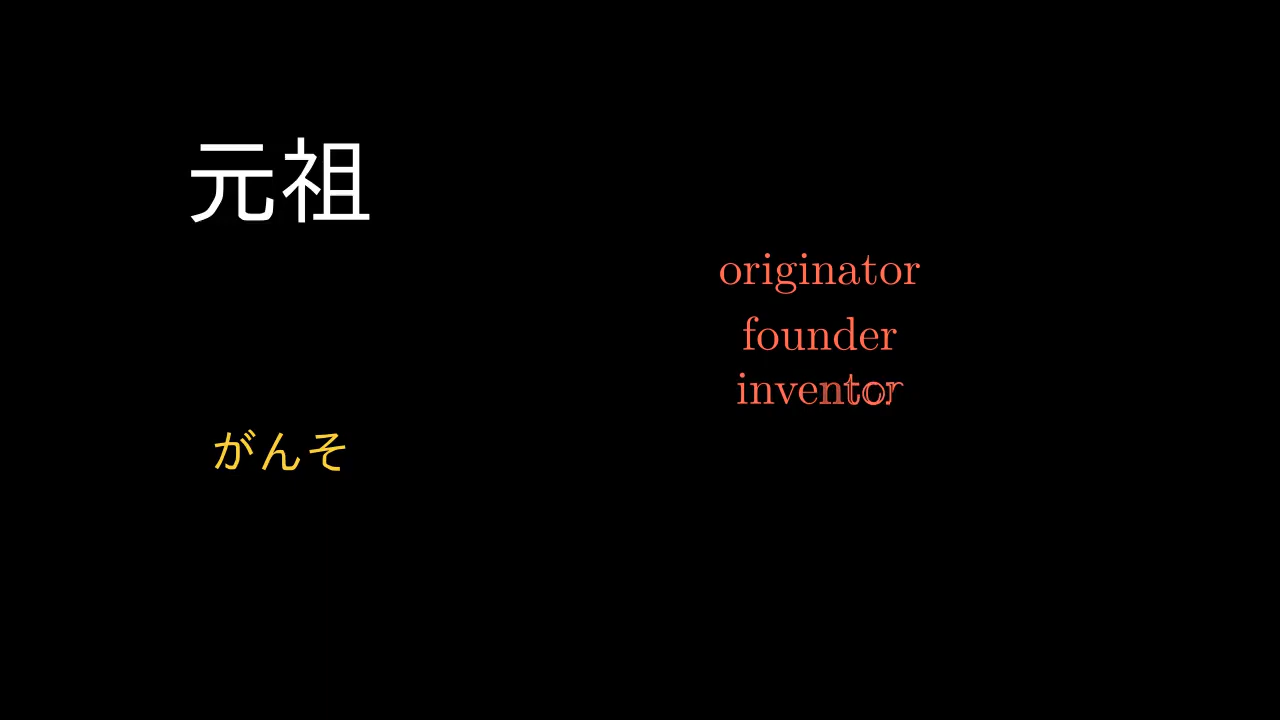 元祖
originator
founder
inventor
がんそ